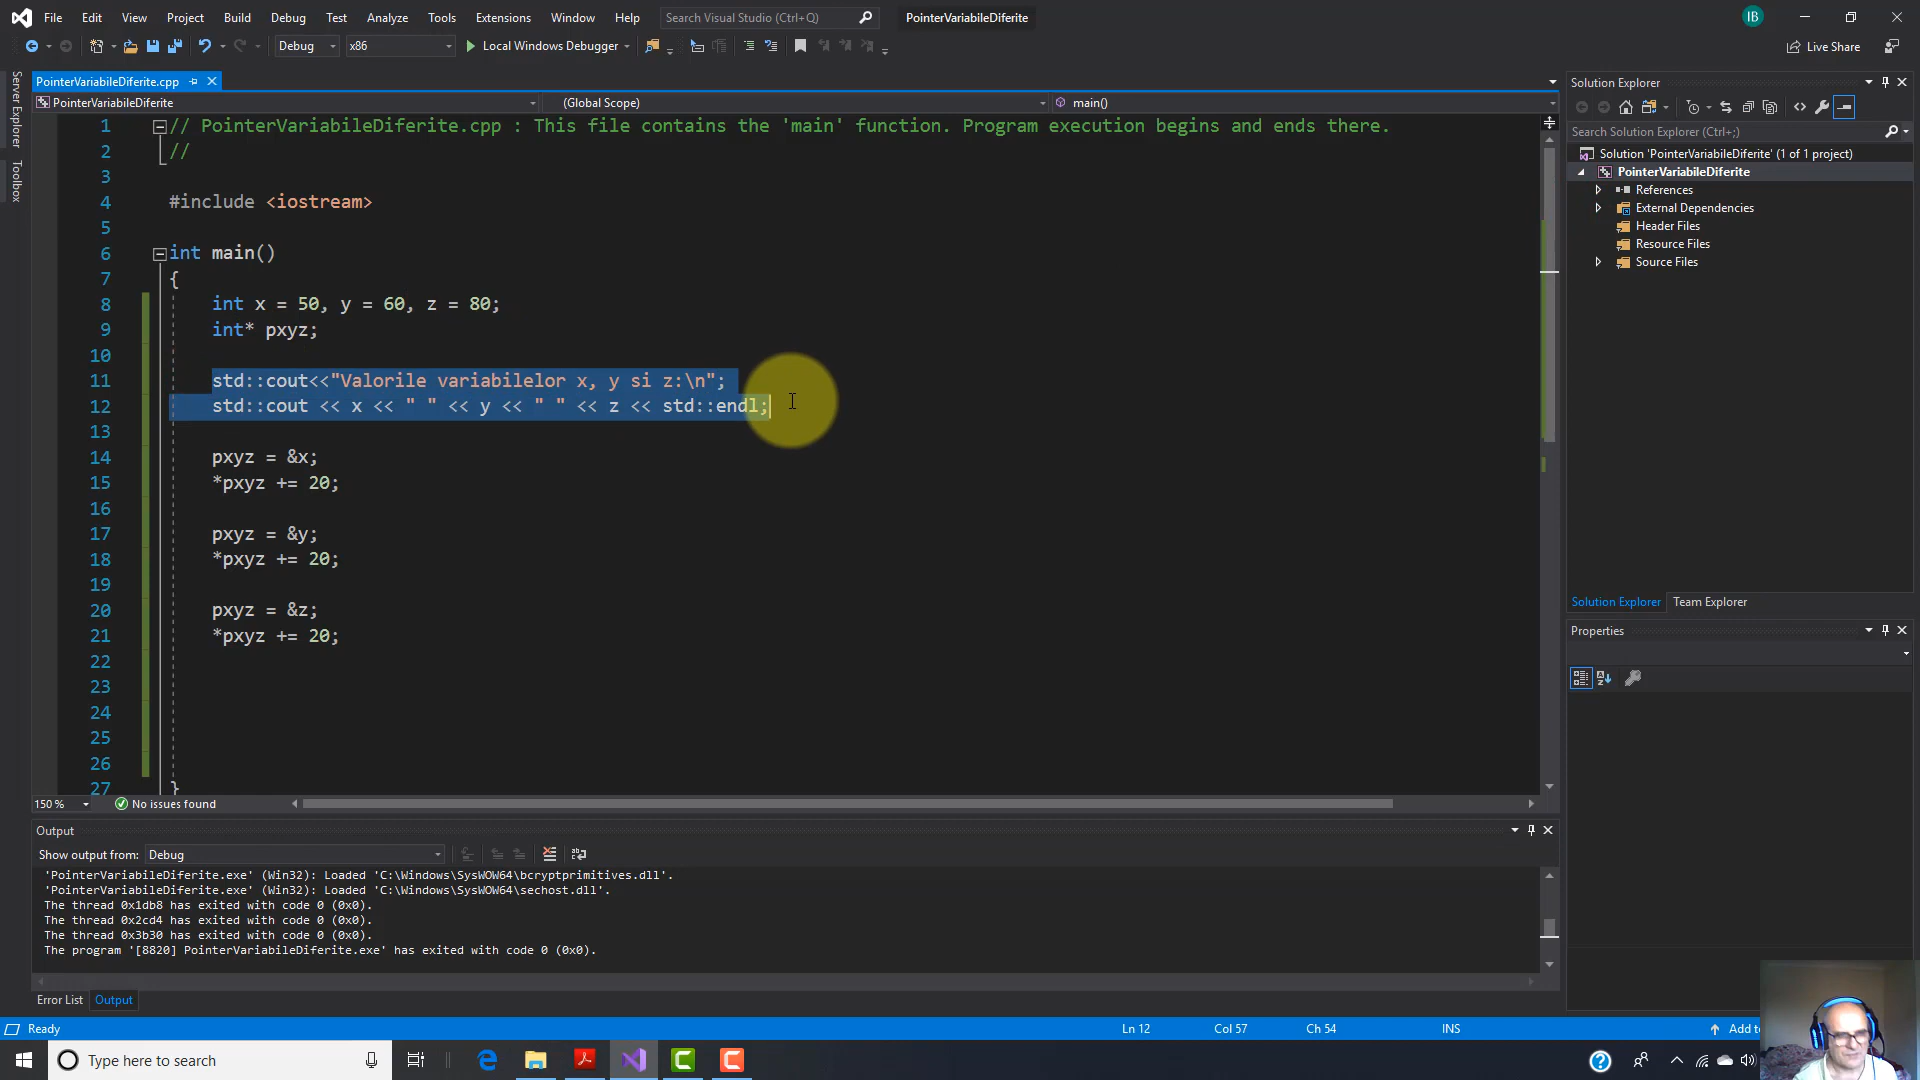 File Edit View Project Build Debug Test Analyze Tools Extensions Window Help Search Visual Studio (Ctrl+Q) PointerVariabileDiferite IB
Debug x86 Local Windows Debugger Live Share
Server Explorer
Toolbox
PointerVariabileDiferite.cpp
PointerVariabileDiferite (Global Scope) main()
1 // PointerVariabileDiferite.cpp : This file contains the 'main' function. Program execution begins and ends there.
2 //
3
4 #include <iostream>
5
6 int main()
7 {
8 int x = 50, y = 60, z = 80;
9 int* pxyz;
10
11 std::cout<<"Valorile variabilelor x, y si z:\n";
12 std::cout << x << " " << y << " " << z << std::endl;
13
14 pxyz = &x;
15 *pxyz += 20;
16
17 pxyz = &y;
18 *pxyz += 20;
19
20 pxyz = &z;
21 *pxyz += 20;
22
23
24
25
26
27 }
150 % No issues found
Output
Show output from: Debug
'PointerVariabileDiferite.exe' (Win32): Loaded 'C:\Windows\SysWOW64\bcryptprimitives.dll'.
'PointerVariabileDiferite.exe' (Win32): Loaded 'C:\Windows\SysWOW64\sechost.dll'.
The thread 0x1db8 has exited with code 0 (0x0).
The thread 0x2cd4 has exited with code 0 (0x0).
The thread 0x3b30 has exited with code 0 (0x0).
The program '[8820] PointerVariabileDiferite.exe' has exited with code 0 (0x0).
Error List Output
Solution Explorer
Search Solution Explorer (Ctrl+;)
Solution 'PointerVariabileDiferite' (1 of 1 project)
PointerVariabileDiferite
References
External Dependencies
Header Files
Resource Files
Source Files
Solution Explorer Team Explorer
Properties
Ready Ln 12 Col 57 Ch 54 INS Add to
Type here to search